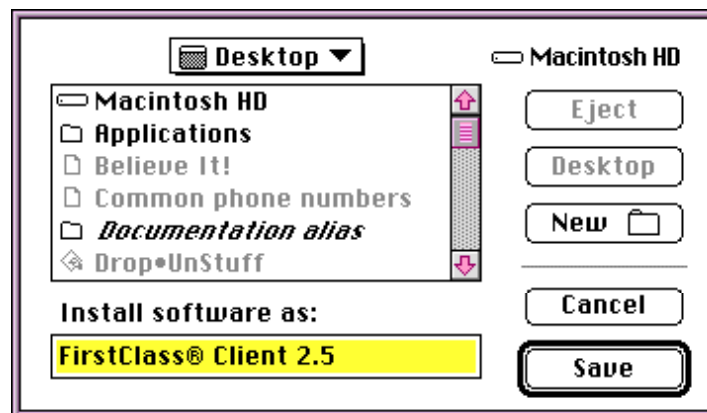 Desktop
Macintosh HD
Macintosh HD
Applications
Believe It!
Common phone numbers
Documentation alias
Drop•UnStuff
Eject
Desktop
New
Install software as:
FirstClass® Client 2.5
Cancel
Save